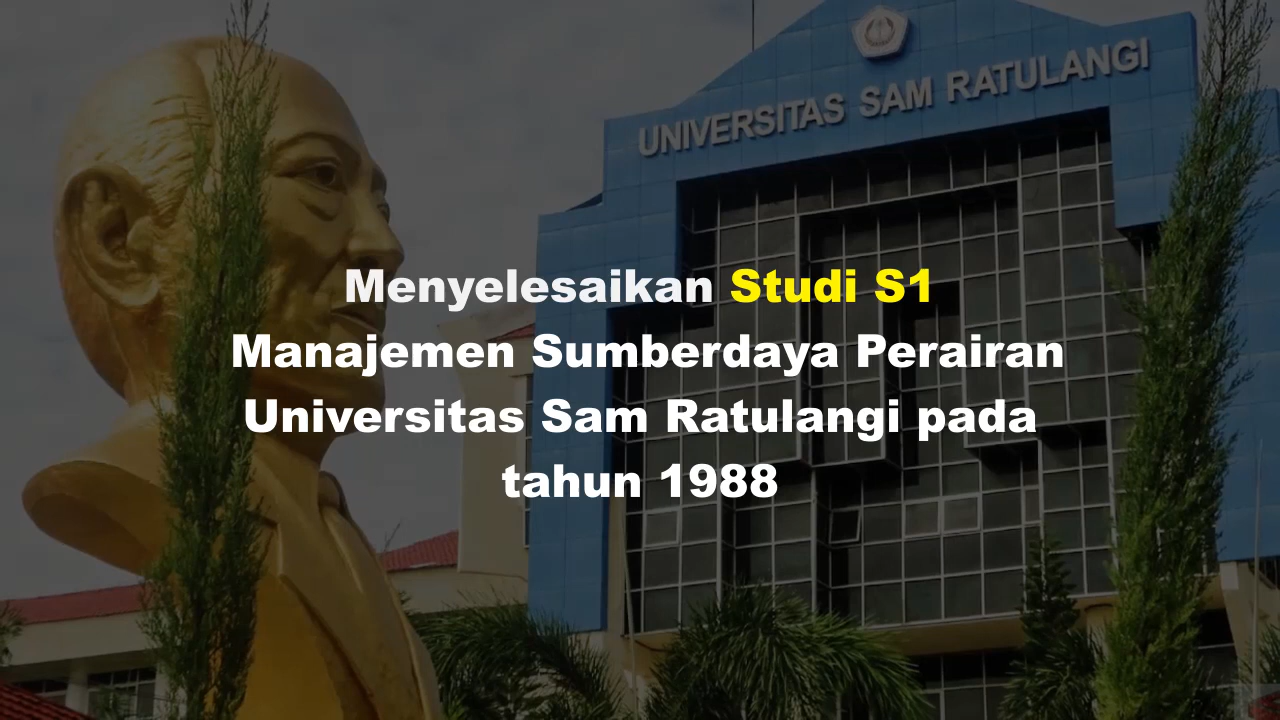 UNIVERSITAS SAM RATULANGI
Menyelesaikan Studi S1
Manajemen Sumberdaya Perairan
Universitas Sam Ratulangi pada
tahun 1988